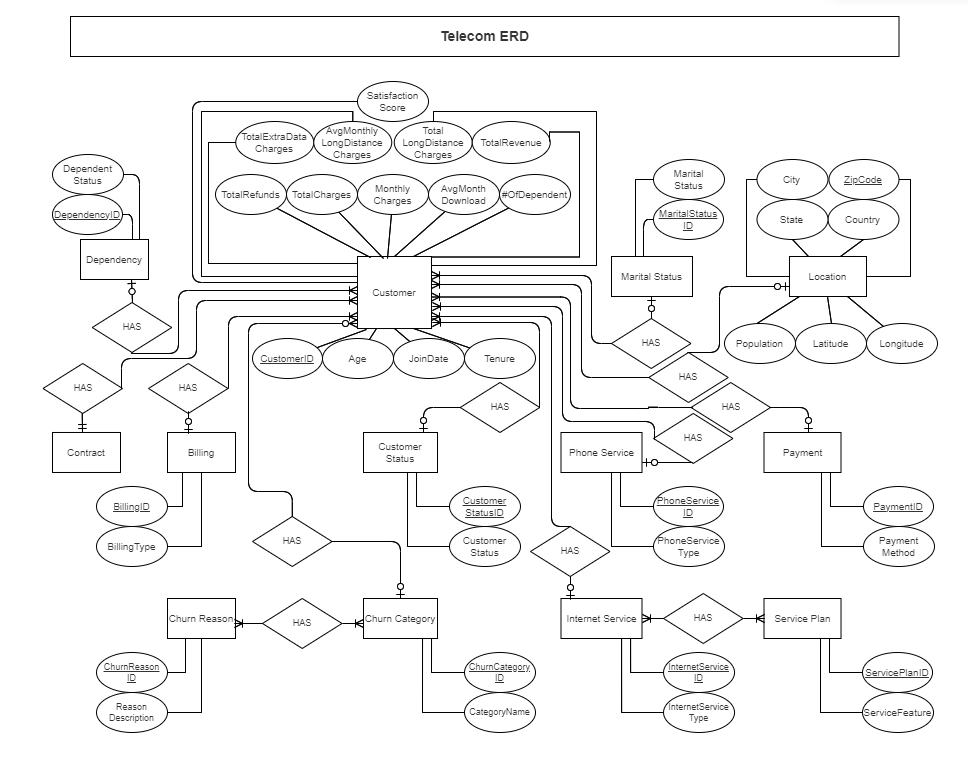 Telecom ERD
Satisfaction
Score
TotalExtraData
Charges
AvgMonthly
LongDistance
Charges
Total
LongDistance
Charges
TotalRevenue
Dependent
Status
DependencyID
TotalRefunds
TotalCharges
Monthly
Charges
AvgMonth
Download
#OfDependent
Marital
Status
MaritalStatus
ID
City
ZipCode
State
Country
Dependency
Customer
Marital Status
Location
HAS
HAS
Population
Latitude
Longitude
CustomerID
Age
JoinDate
Tenure
HAS
HAS
HAS
HAS
HAS
HAS
Contract
Billing
Customer
Status
Phone Service
Payment
BillingID
BillingType
Customer
StatusID
Customer
Status
PhoneService
ID
PhoneService
Type
PaymentID
Payment
Method
HAS
HAS
Churn Reason
HAS
Churn Category
Internet Service
HAS
Service Plan
ChurnReason
ID
Reason
Description
ChurnCategory
ID
CategoryName
InternetService
ID
InternetService
Type
ServicePlanID
ServiceFeature